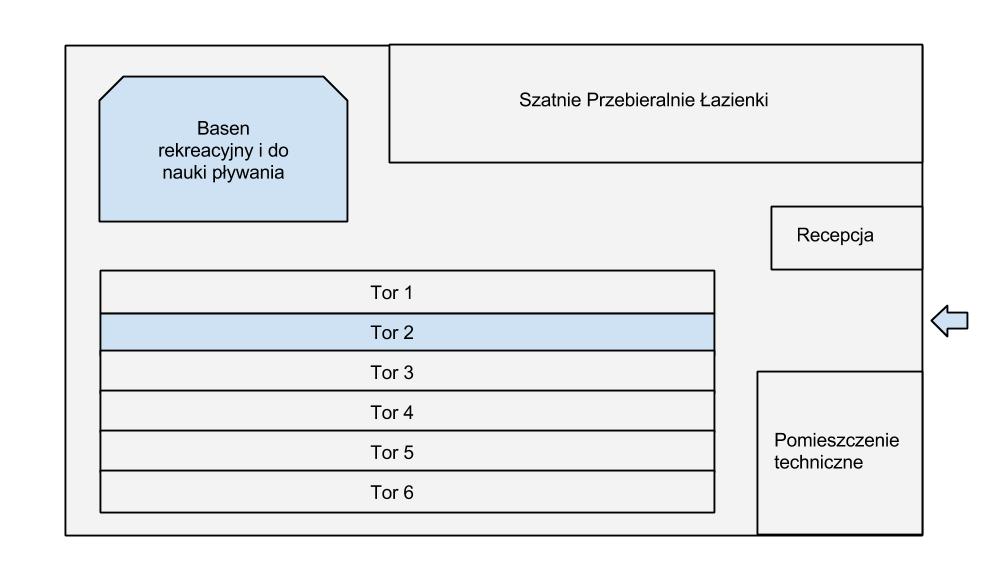 Szatnie Przebieralnie Łazienki
Basen
rekreacyjny i do
nauki pływania
Recepcja
Tor 1
Tor 2
Tor 3
Tor 4
Tor 5
Tor 6
Pomieszczenie
techniczne